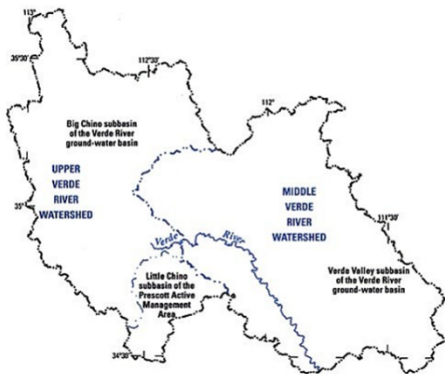 113°
35°30'
112°30'
Big Chino subbasin
of the Verde River
ground-water basin
112°
UPPER
VERDE
RIVER
WATERSHED
MIDDLE
VERDE
RIVER
WATERSHED
35°
111°30'
Verde River
Verde Valley subbasin
of the Verde River
ground-water basin
Little Chino
subbasin of the
Prescott Active
Management
Area
34°30'